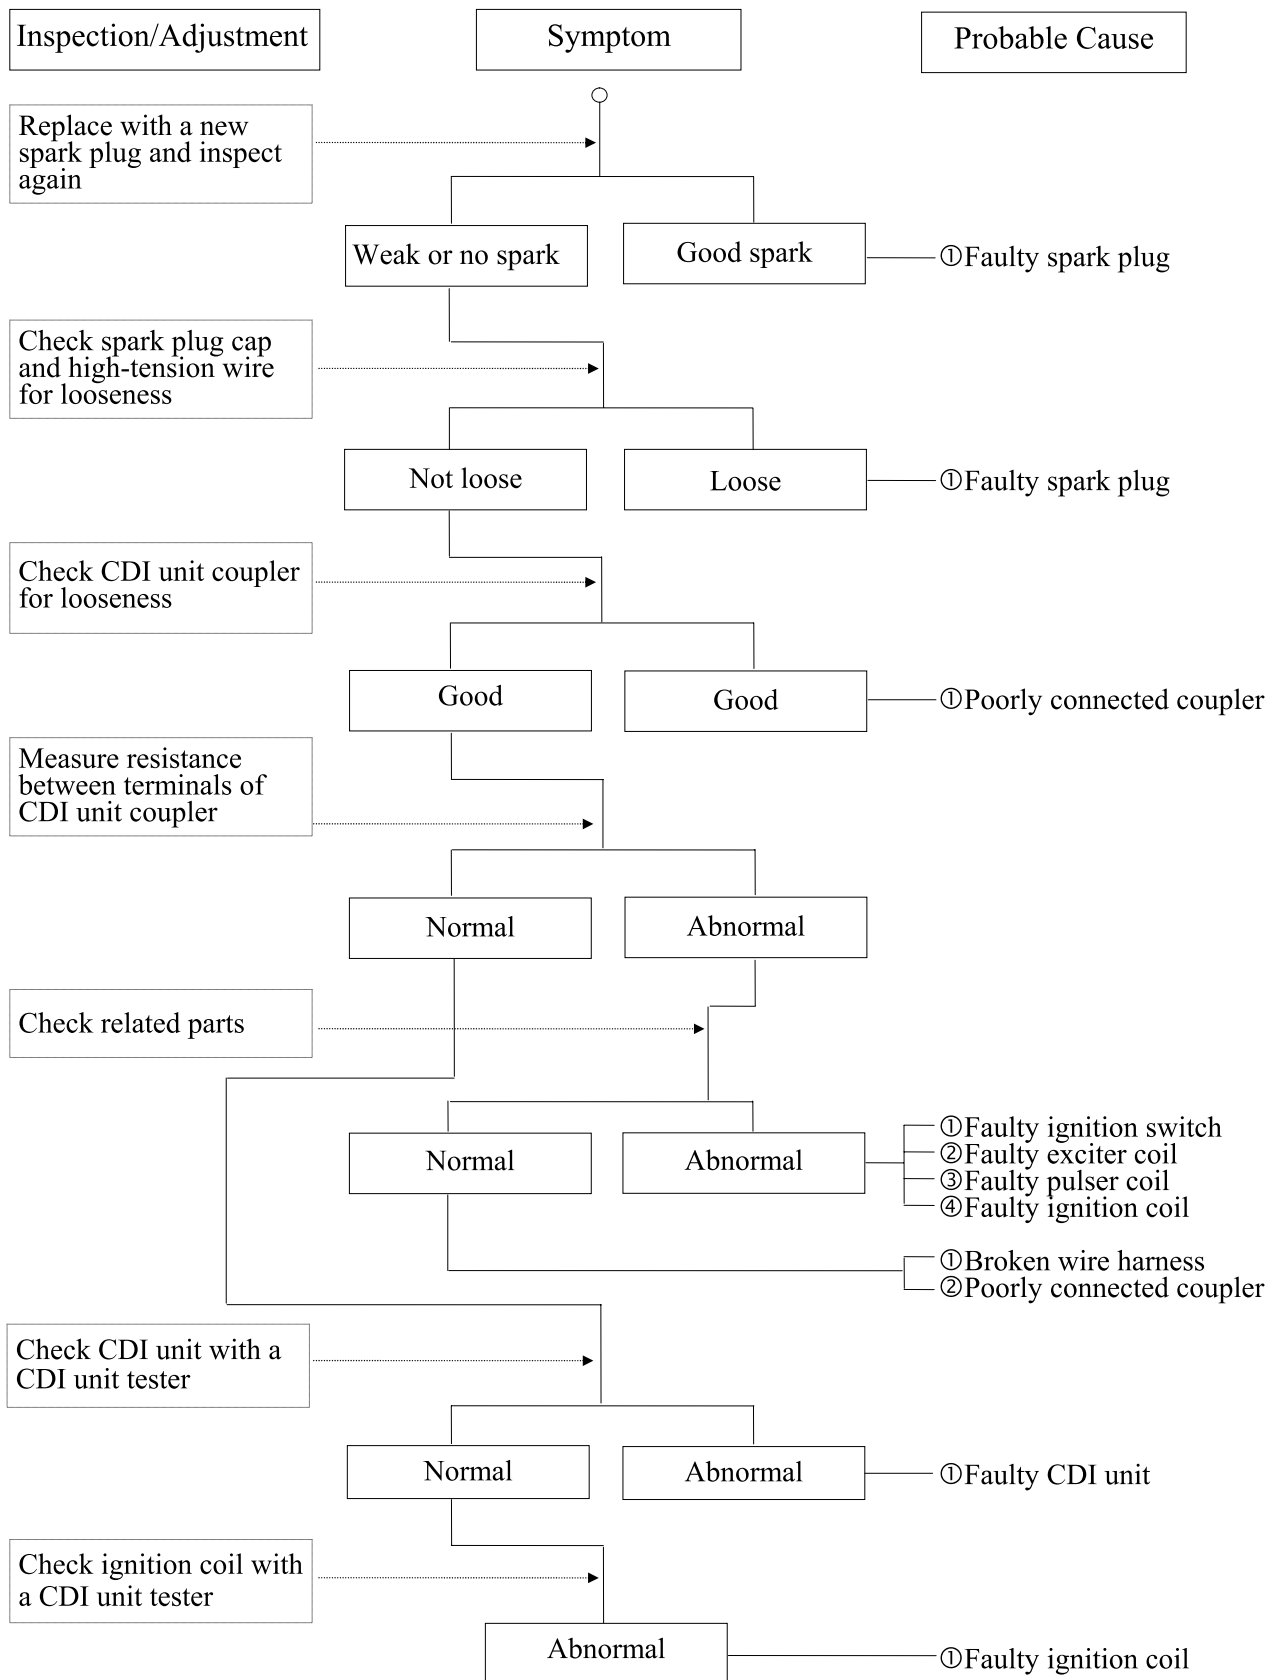 Inspection/Adjustment
Symptom
Probable Cause
Replace with a new
spark plug and inspect
again
Weak or no spark
Good spark
①Faulty spark plug
Check spark plug cap
and high-tension wire
for looseness
Not loose
Loose
①Faulty spark plug
Check CDI unit coupler
for looseness
Good
Good
①Poorly connected coupler
Measure resistance
between terminals of
CDI unit coupler
Normal
Abnormal
Check related parts
Normal
Abnormal
①Faulty ignition switch
②Faulty exciter coil
③Faulty pulser coil
④Faulty ignition coil
①Broken wire harness
②Poorly connected coupler
Check CDI unit with a
CDI unit tester
Normal
Abnormal
①Faulty CDI unit
Check ignition coil with
a CDI unit tester
Abnormal
①Faulty ignition coil